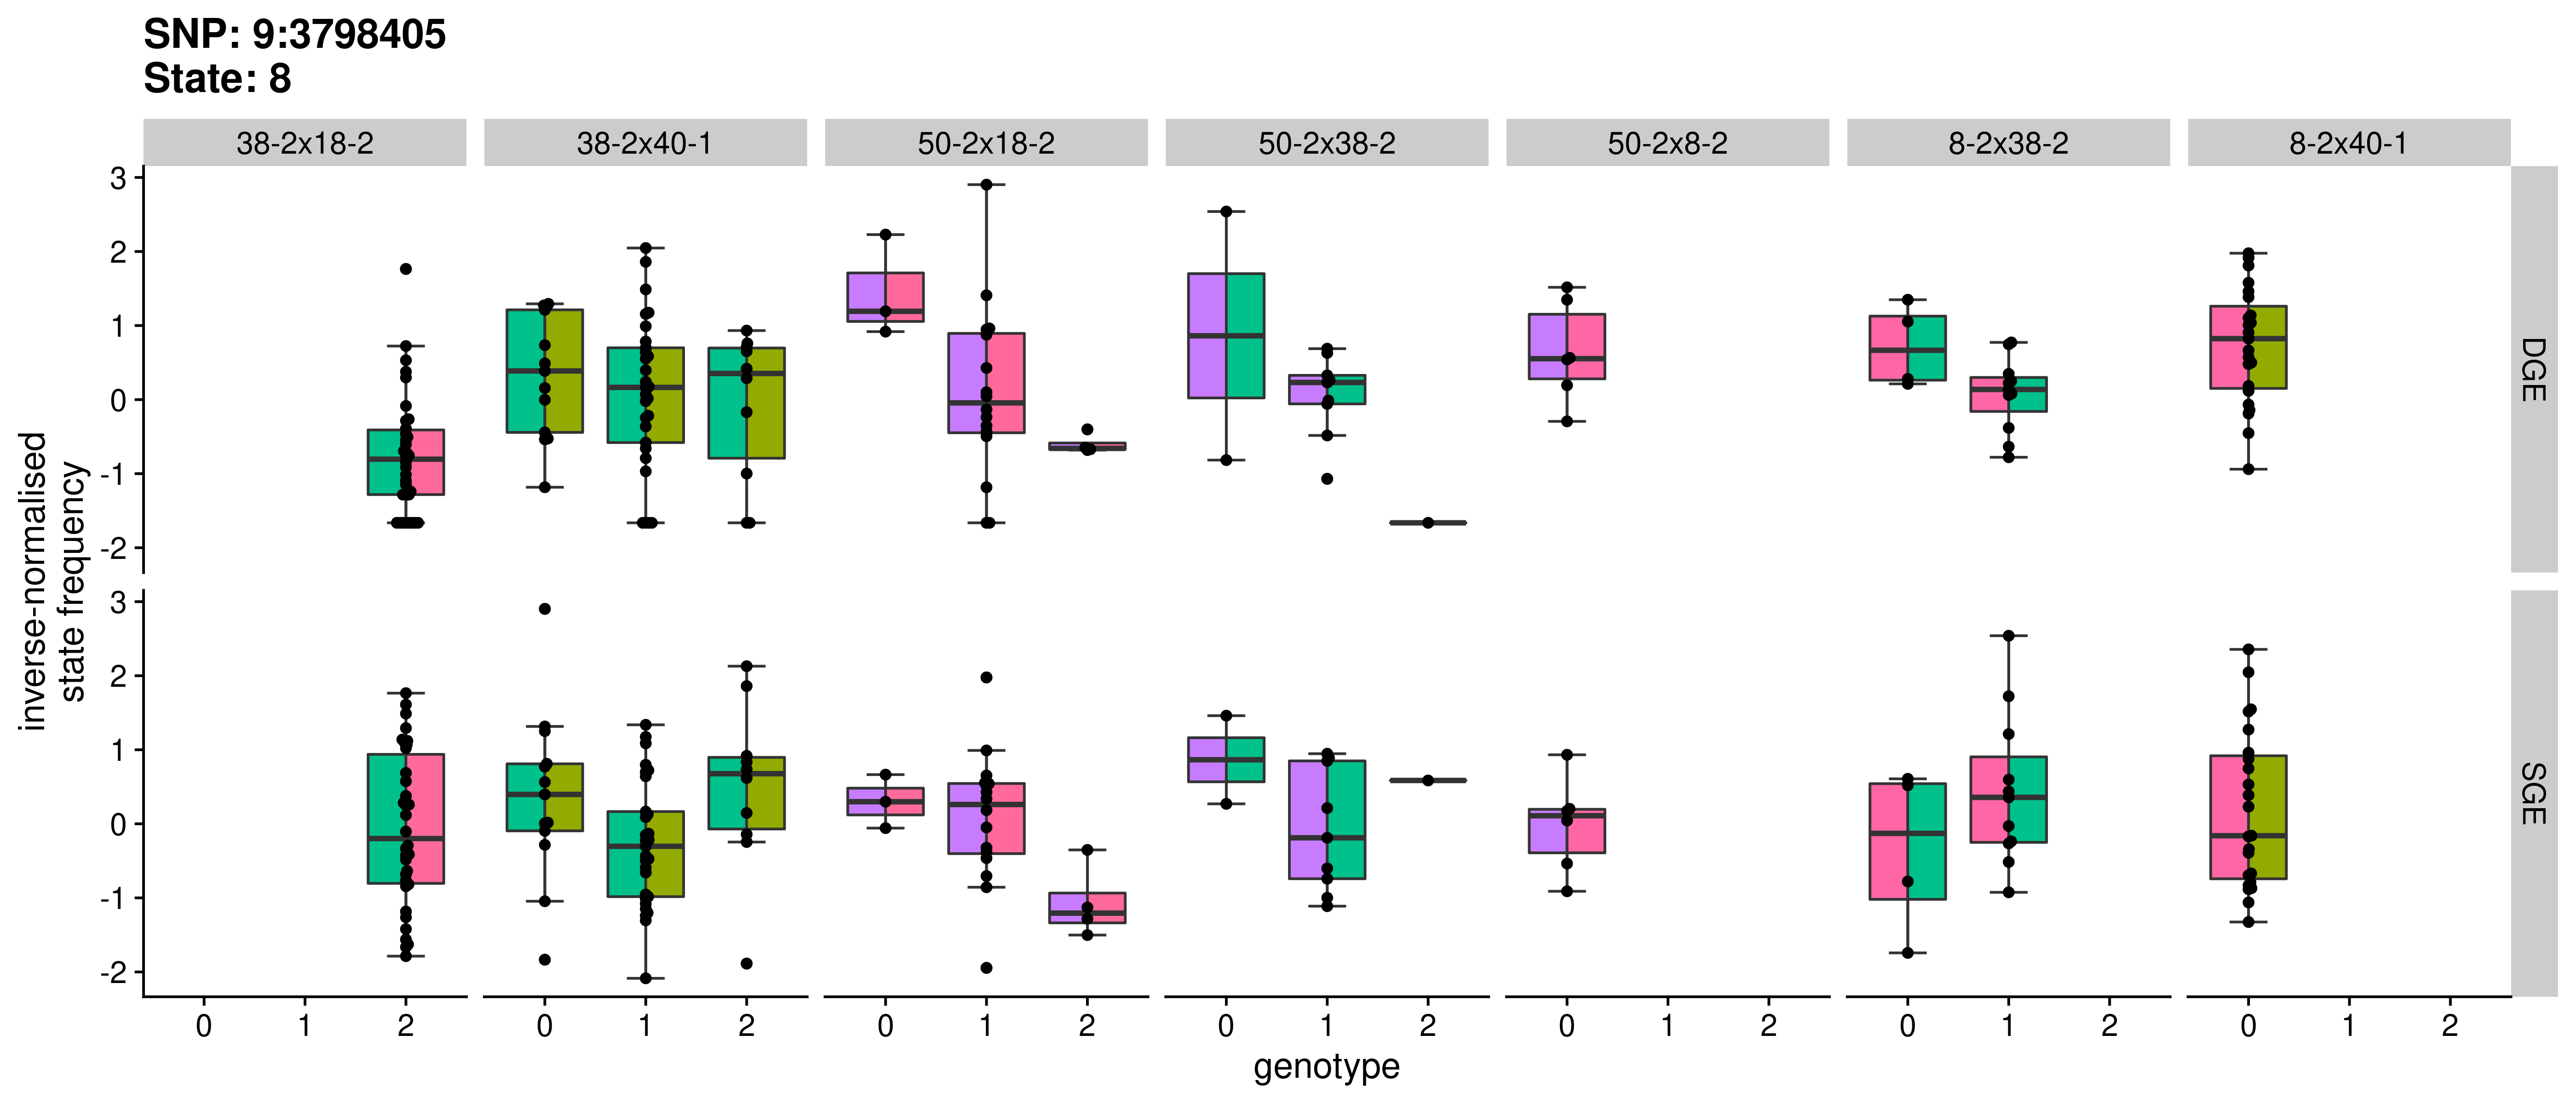 SNP: 9:3798405
State: 8
38-2x18-2
38-2x40-1
50-2x18-2
50-2x38-2
50-2x8-2
8-2x38-2
8-2x40-1
inverse-normalised
state frequency
3
2
1
0
-1
-2
DGE
3
2
1
0
-1
-2
SGE
0 1 2
0 1 2
0 1 2
0 1 2
0 1 2
0 1 2
0 1 2
genotype